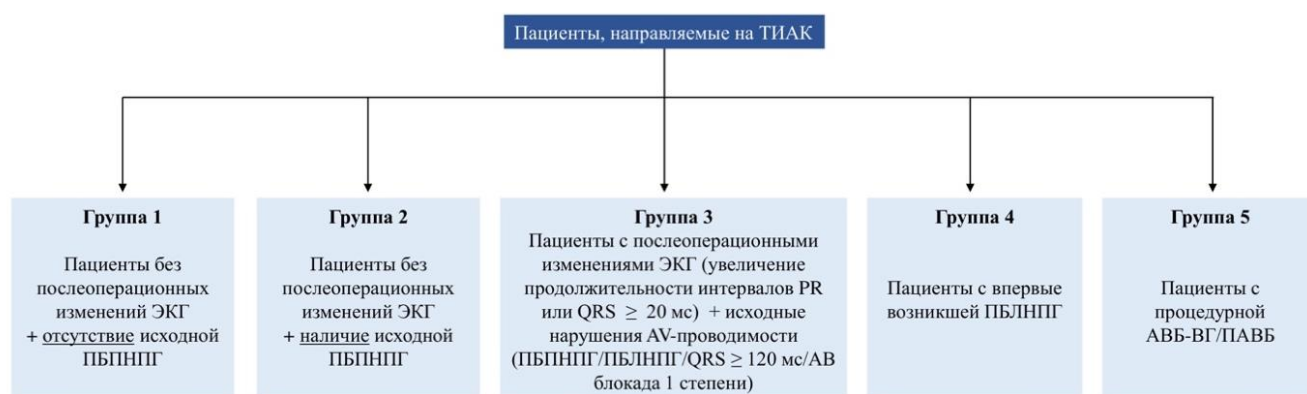 Пациенты, направляемые на ТИАК
Группа 1
Пациенты без
послеоперационных
изменений ЭКГ
+ отсутствие исходной
ПБПНПГ
Группа 2
Пациенты без
послеоперационных
изменений ЭКГ
+ наличие исходной
ПБПНПГ
Группа 3
Пациенты с послеоперационными
изменениями ЭКГ (увеличение
продолжительности интервалов PR
или QRS ≥ 20 мс) + исходные
нарушения AV-проводимости
(ПБПНПГ/ПБЛНПГ/QRS ≥ 120 мс/АВ
блокада 1 степени)
Группа 4
Пациенты с впервые
возникшей ПБЛНПГ
Группа 5
Пациенты с
процедурной
АВБ-ВГ/ПАВБ